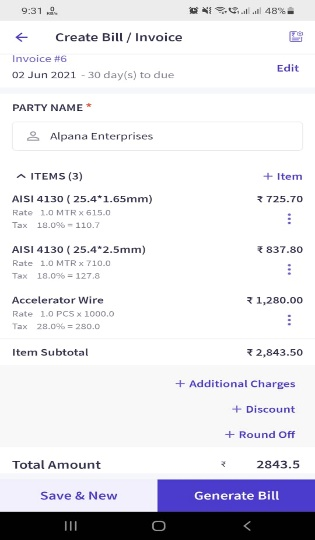 9:31
48%
Create Bill / Invoice
Invoice #6
02 Jun 2021 - 30 day(s) to due
Edit
PARTY NAME *
Alpana Enterprises
ITEMS (3)
+ Item
AISI 4130 ( 25.4*1.65mm) ₹ 725.70
Rate 1.0 MTR x 615.0
Tax 18.0% = 110.7
AISI 4130 ( 25.4*2.5mm) ₹ 837.80
Rate 1.0 MTR x 710.0
Tax 18.0% = 127.8
Accelerator Wire ₹ 1,280.00
Rate 1.0 PCS x 1000.0
Tax 28.0% = 280.0
Item Subtotal ₹ 2,843.50
+ Additional Charges
+ Discount
+ Round Off
Total Amount ₹ 2843.5
Save & New
Generate Bill